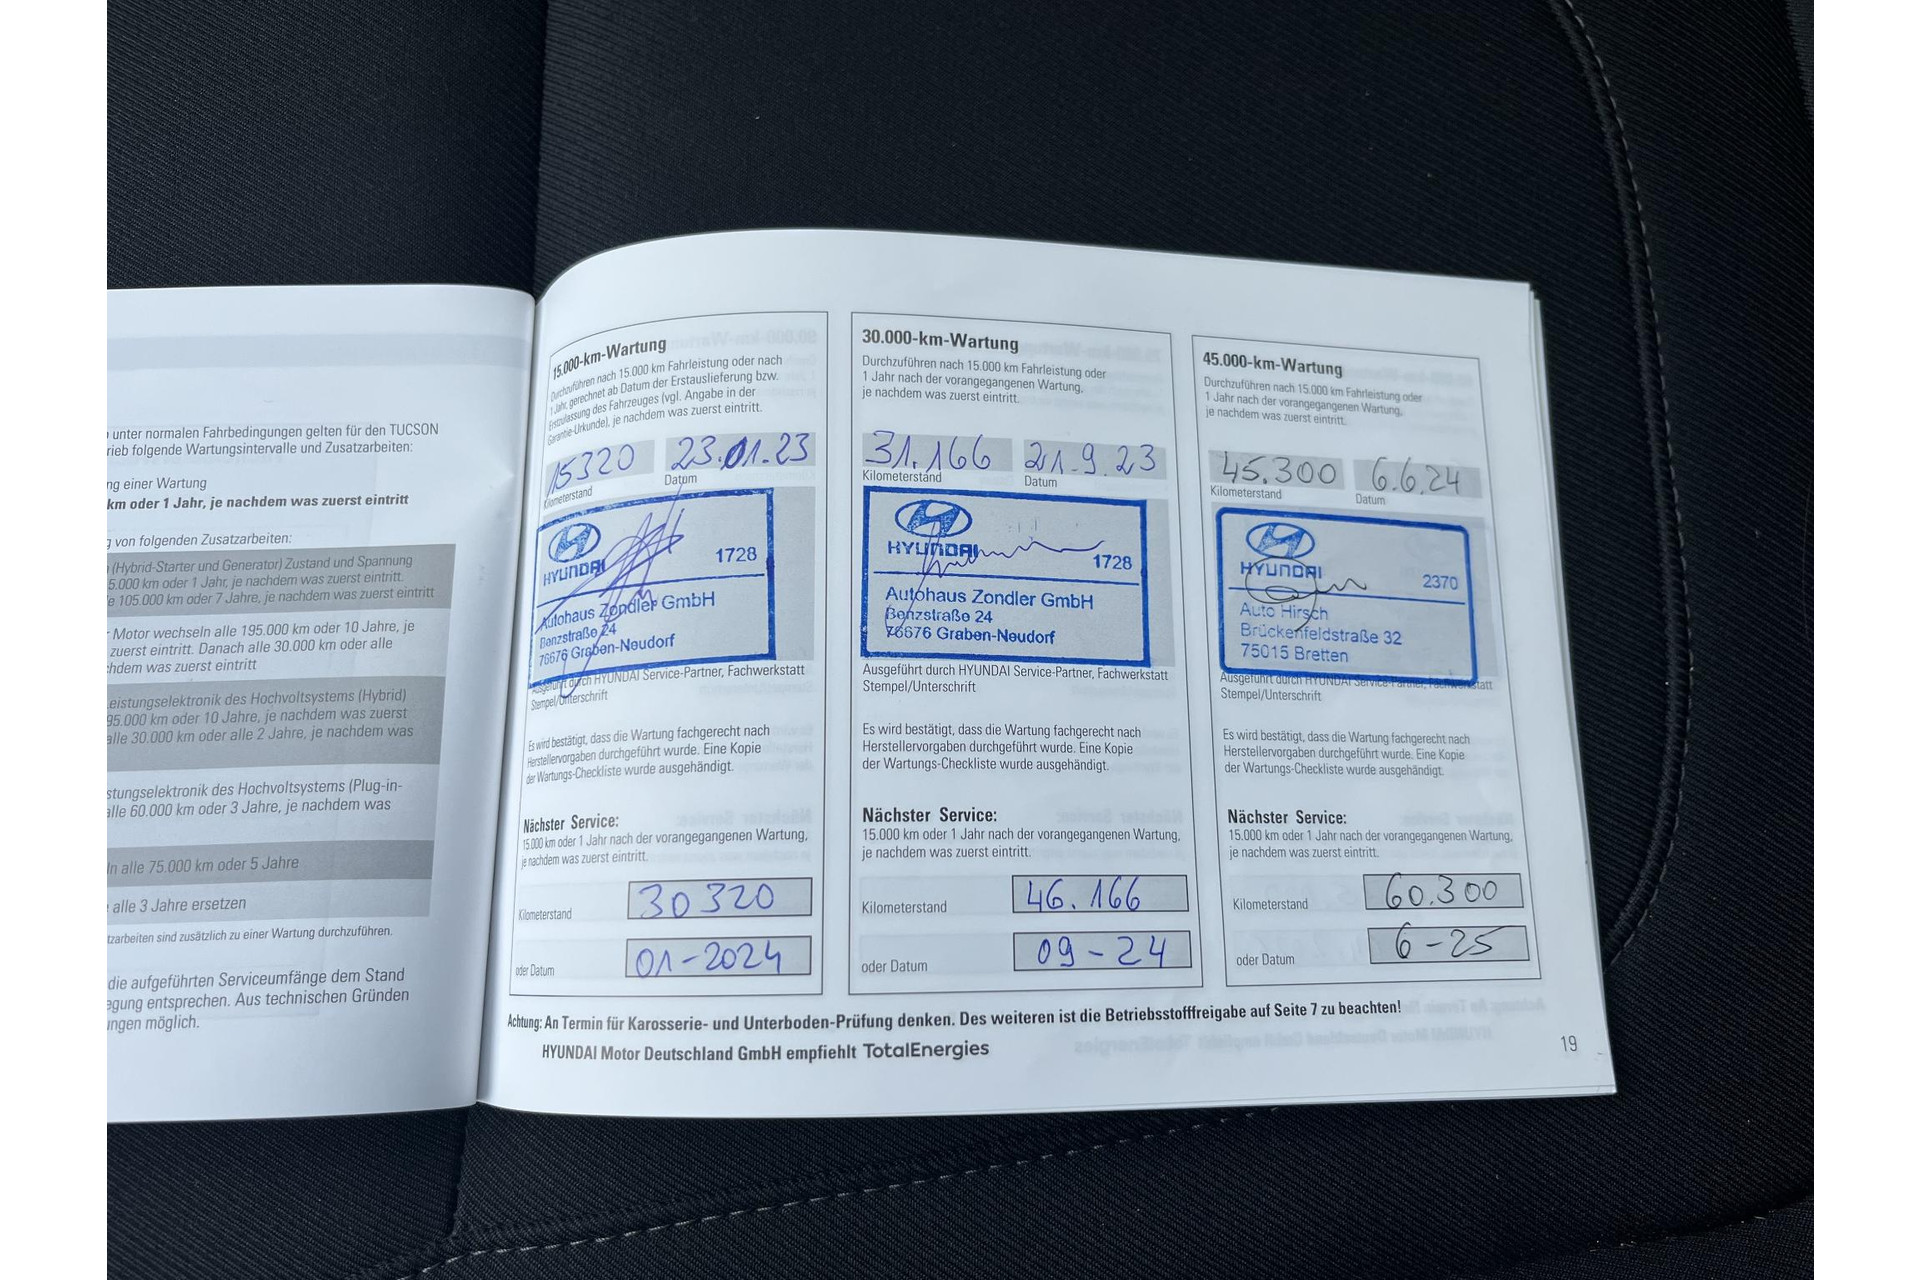 unter normalen Fahrbedingungen gelten für den TUCSON
folgende Wartungsintervalle und Zusatzarbeiten:
einer Wartung
km oder 1 Jahr, je nachdem was zuerst eintritt
von folgenden Zusatzarbeiten:
(Hybrid-Starter und Generator) Zustand und Spannung
5.000 km oder 1 Jahr, je nachdem was zuerst eintritt.
105.000 km oder 7 Jahre, je nachdem was zuerst eintritt
Motor wechseln alle 195.000 km oder 10 Jahre, je
zuerst eintritt. Danach alle 30.000 km oder alle
was zuerst eintritt
eistungselektronik des Hochvoltsystems (Hybrid)
95.000 km oder 10 Jahre, je nachdem was zuerst
alle 30.000 km oder alle 2 Jahre, je nachdem was
stungselektronik des Hochvoltsystems (Plug-in-
alle 60.000 km oder 3 Jahre, je nachdem was
alle 75.000 km oder 5 Jahre
alle 3 Jahre ersetzen
tzarbeiten sind zusätzlich zu einer Wartung durchzuführen.
die aufgeführten Serviceumfänge dem Stand
egung entsprechen. Aus technischen Gründen
ngen möglich.
15.000-km-Wartung
Durchzuführen nach 15.000 km Fahrleistung oder nach
1 Jahr, gerechnet ab Datum der Erstauslieferung bzw.
Erstzulassung des Fahrzeuges (vgl. Angabe in der
Garantie-Urkunde), je nachdem was zuerst eintritt.
15320 23.01.23
Kilometerstand Datum
HYUNDAI 1728
Autohaus Zondler GmbH
Benzstraße 24
76676 Graben-Neudorf
Ausgeführt durch HYUNDAI Service-Partner, Fachwerkstatt
Stempel/Unterschrift
Es wird bestätigt, dass die Wartung fachgerecht nach
Herstellervorgaben durchgeführt wurde. Eine Kopie
der Wartungs-Checkliste wurde ausgehändigt.
Nächster Service:
15.000 km oder 1 Jahr nach der vorangegangenen Wartung,
je nachdem was zuerst eintritt.
Kilometerstand 30320
oder Datum 01-2024
30.000-km-Wartung
Durchzuführen nach 15.000 km Fahrleistung oder
1 Jahr nach der vorangegangenen Wartung,
je nachdem was zuerst eintritt.
31.166 21.9.23
Kilometerstand Datum
HYUNDAI 1728
Autohaus Zondler GmbH
Benzstraße 24
76676 Graben-Neudorf
Ausgeführt durch HYUNDAI Service-Partner, Fachwerkstatt
Stempel/Unterschrift
Es wird bestätigt, dass die Wartung fachgerecht nach
Herstellervorgaben durchgeführt wurde. Eine Kopie
der Wartungs-Checkliste wurde ausgehändigt.
Nächster Service:
15.000 km oder 1 Jahr nach der vorangegangenen Wartung,
je nachdem was zuerst eintritt.
Kilometerstand 46.166
oder Datum 09-24
45.000-km-Wartung
Durchzuführen nach 15.000 km Fahrleistung oder
1 Jahr nach der vorangegangenen Wartung,
je nachdem was zuerst eintritt.
45.300 6.6.24
Kilometerstand Datum
HYUNDAI 2370
Auto Hirsch
Brückenfeldstraße 32
75015 Bretten
Ausgeführt durch HYUNDAI Service-Partner, Fachwerkstatt
Stempel/Unterschrift
Es wird bestätigt, dass die Wartung fachgerecht nach
Herstellervorgaben durchgeführt wurde. Eine Kopie
der Wartungs-Checkliste wurde ausgehändigt.
Nächster Service:
15.000 km oder 1 Jahr nach der vorangegangenen Wartung,
je nachdem was zuerst eintritt.
Kilometerstand 60.300
oder Datum 6-25
Achtung: An Termin für Karosserie- und Unterboden-Prüfung denken. Des weiteren ist die Betriebsstofffreigabe auf Seite 7 zu beachten!
HYUNDAI Motor Deutschland GmbH empfiehlt TotalEnergies
19